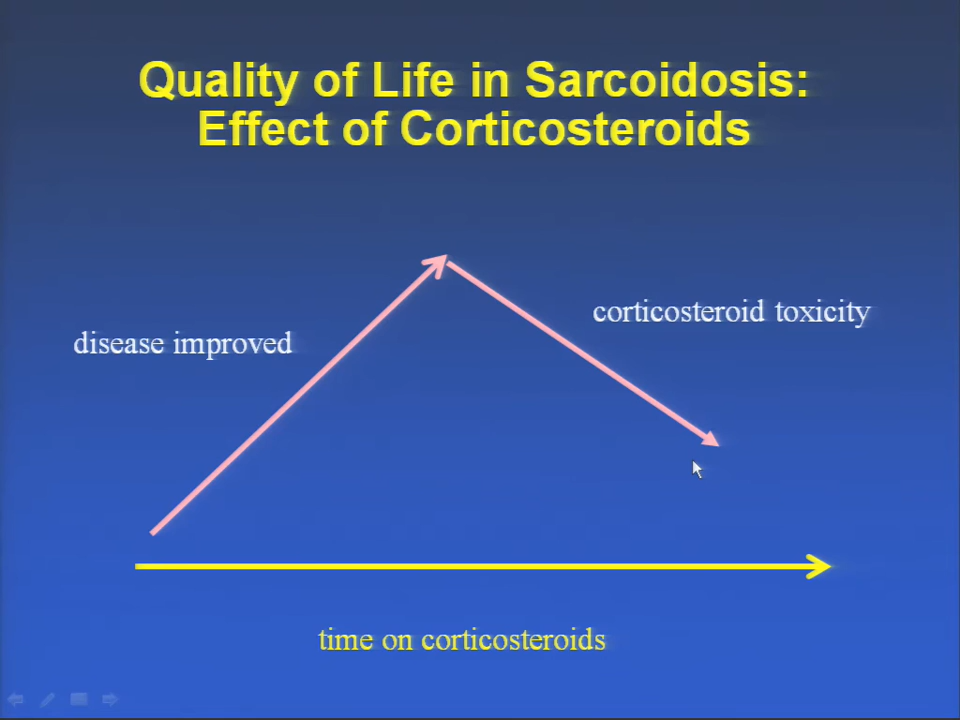 Quality of Life in Sarcoidosis:
Effect of Corticosteroids
corticosteroid toxicity
disease improved
time on corticosteroids